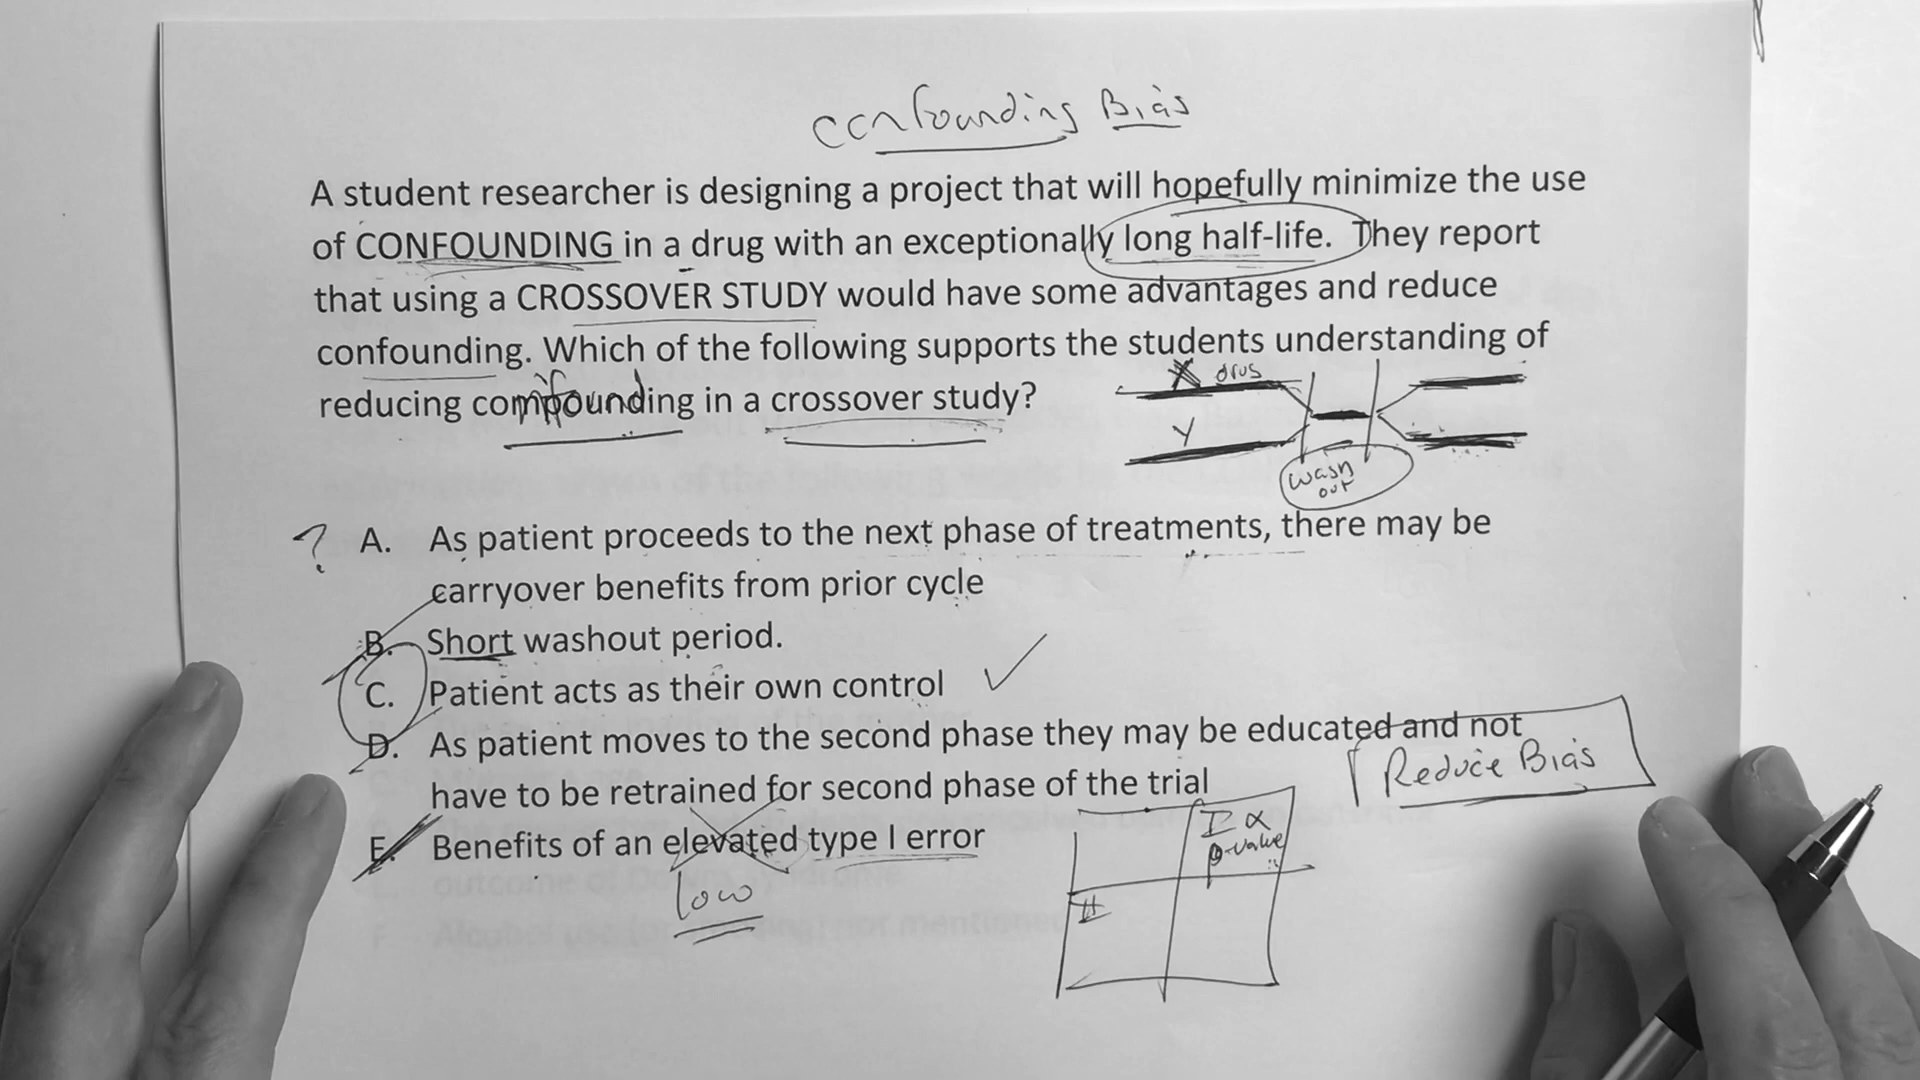 Confounding Bias
A student researcher is designing a project that will hopefully minimize the use
of CONFOUNDING in a drug with an exceptionally long half-life. They report
that using a CROSSOVER STUDY would have some advantages and reduce
confounding. Which of the following supports the students understanding of
reducing confounding in a crossover study?
X drug
Y
wash
out
? A. As patient proceeds to the next phase of treatments, there may be
carryover benefits from prior cycle
B. Short washout period.
C. Patient acts as their own control
D. As patient moves to the second phase they may be educated and not
have to be retrained for second phase of the trial
Reduce Bias
E. Benefits of an elevated type I error
low
I α
p-value
II